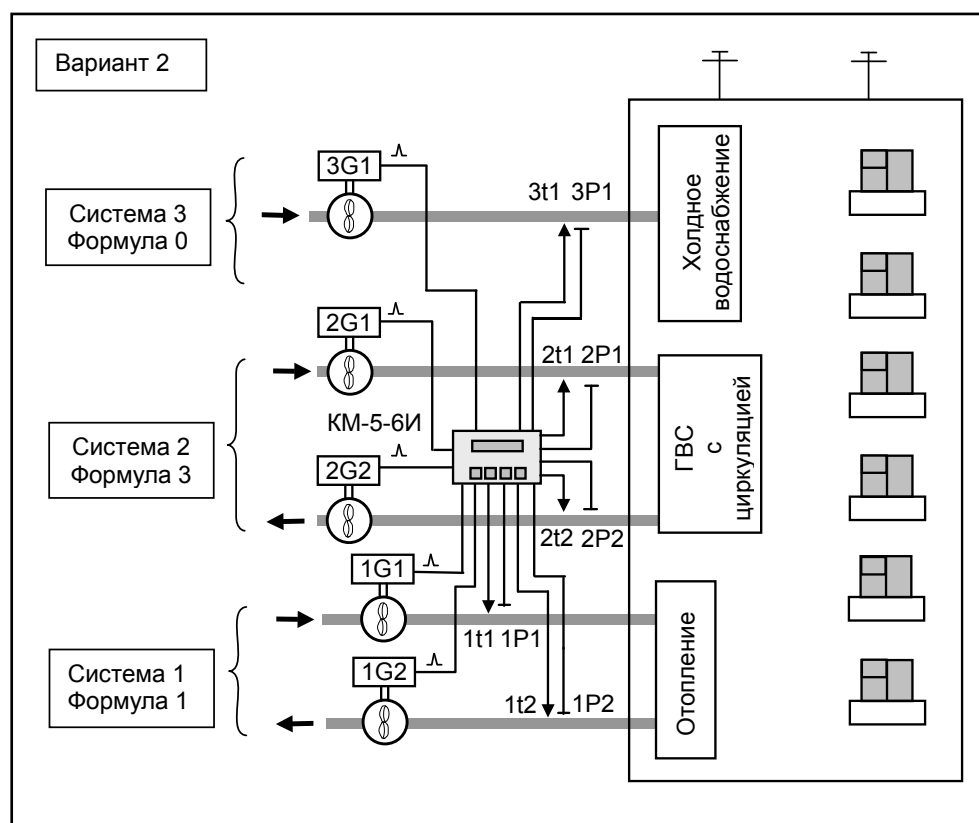 Вариант 2
3G1
3t1 3P1
Система 3
Формула 0
Холдное
водоснабжение
2G1
2t1 2P1
КМ-5-6И
Система 2
Формула 3
2G2
ГВС
с
циркуляцией
2t2 2P2
1G1
1t1 1P1
Система 1
Формула 1
1G2
1t2 1P2
Отопление